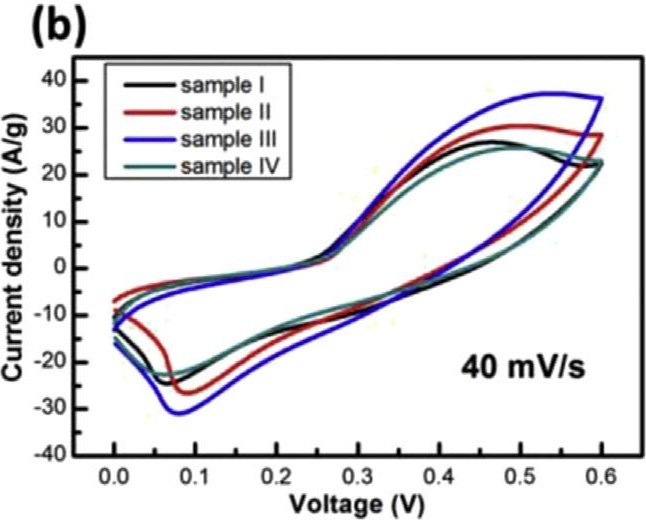 (b)
sample I
sample II
sample III
sample IV
40
30
20
10
0
-10
-20
-30
-40
Current density (A/g)
40 mV/s
0.0 0.1 0.2 0.3 0.4 0.5 0.6
Voltage (V)